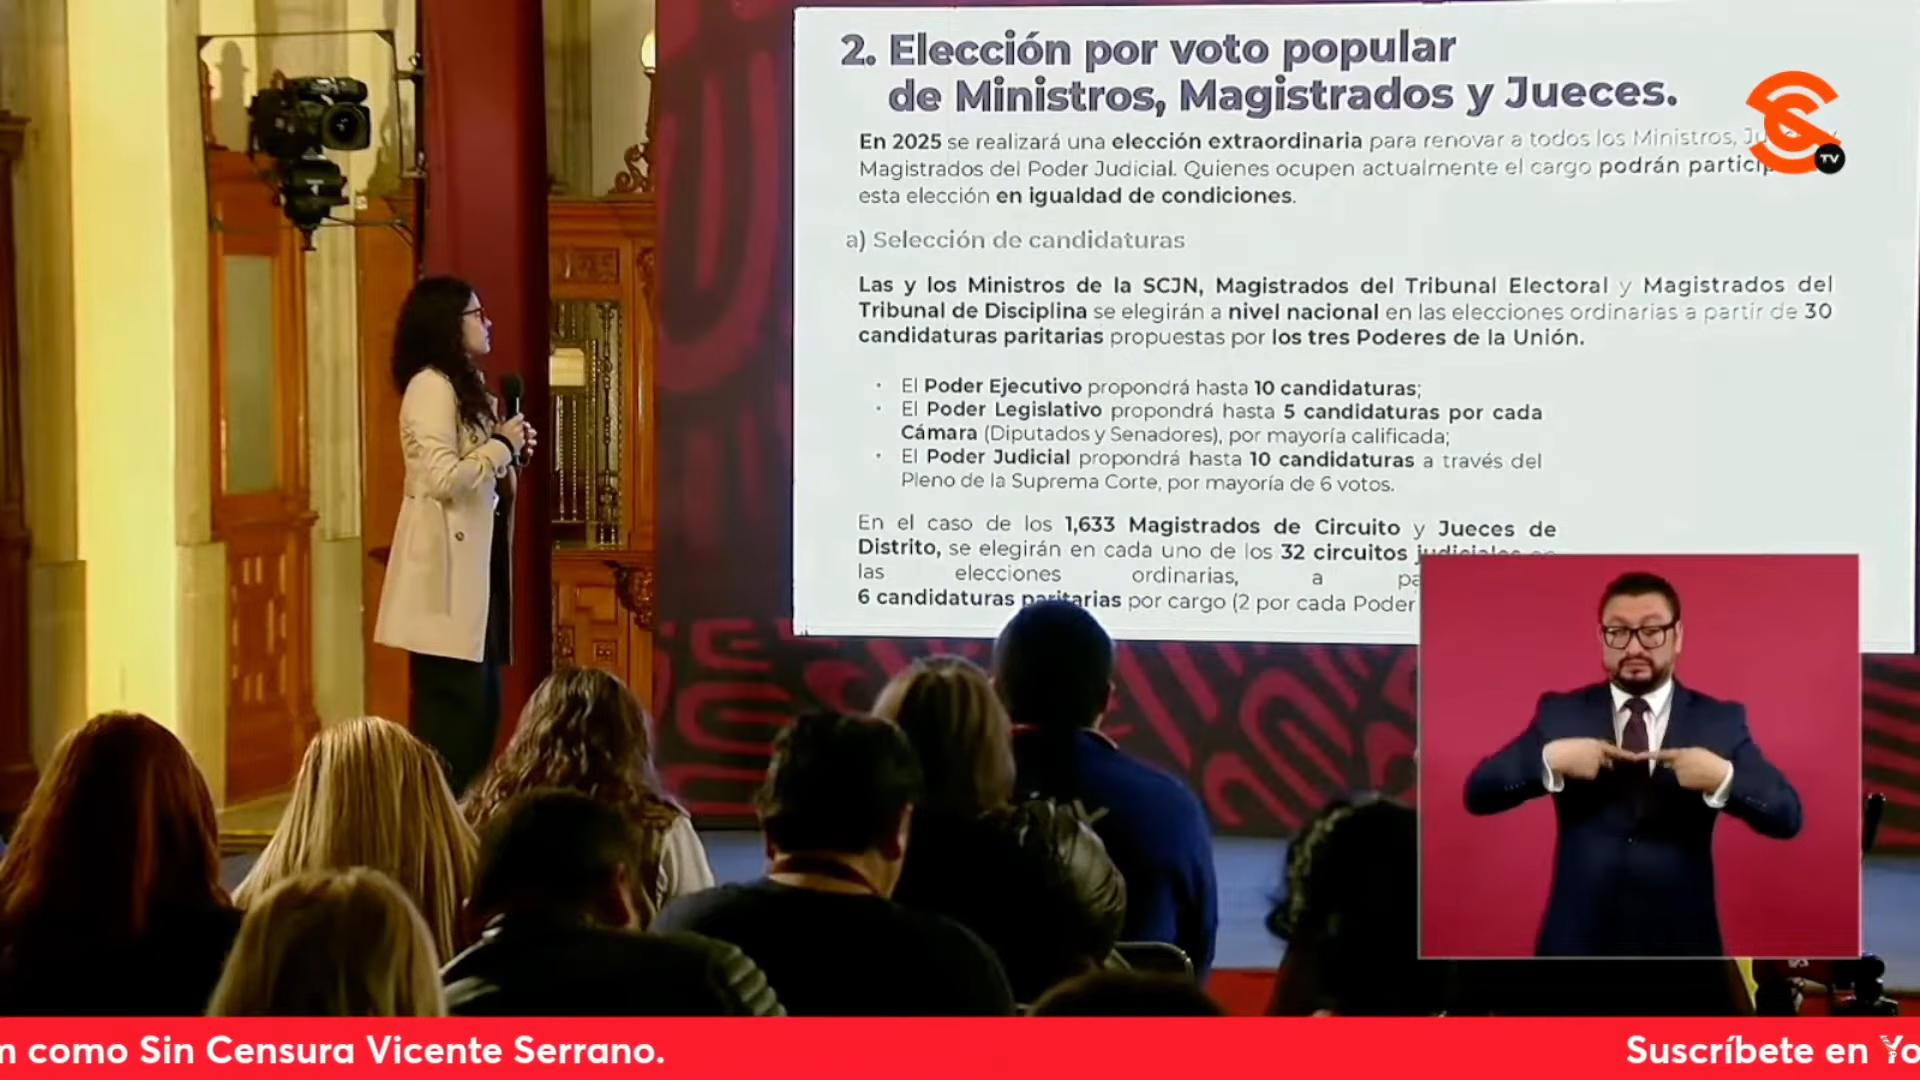 2. Elección por voto popular
de Ministros, Magistrados y Jueces.
En 2025 se realizará una elección extraordinaria para renovar a todos los Ministros,
Magistrados del Poder Judicial. Quienes ocupen actualmente el cargo podrán
esta elección en igualdad de condiciones.
a) Selección de candidaturas
Las y los Ministros de la SCJN, Magistrados del Tribunal Electoral y Magistrados del
Tribunal de Disciplina se elegirán a nivel nacional en las elecciones ordinarias a partir de 30
candidaturas paritarias propuestas por los tres Poderes de la Unión.
· El Poder Ejecutivo propondrá hasta 10 candidaturas;
· El Poder Legislativo propondrá hasta 5 candidaturas por cada
Cámara (Diputados y Senadores), por mayoría calificada;
· El Poder Judicial propondrá hasta 10 candidaturas a través del
Pleno de la Suprema Corte, por mayoría de 6 votos.
En el caso de los 1,633 Magistrados de Circuito y Jueces de
Distrito, se elegirán en cada uno de los 32 circuitos judiciales
las elecciones ordinarias, a
6 candidaturas paritarias por cargo (2 por cada Poder
TV
m como Sin Censura Vicente Serrano.
Suscríbete en Yo